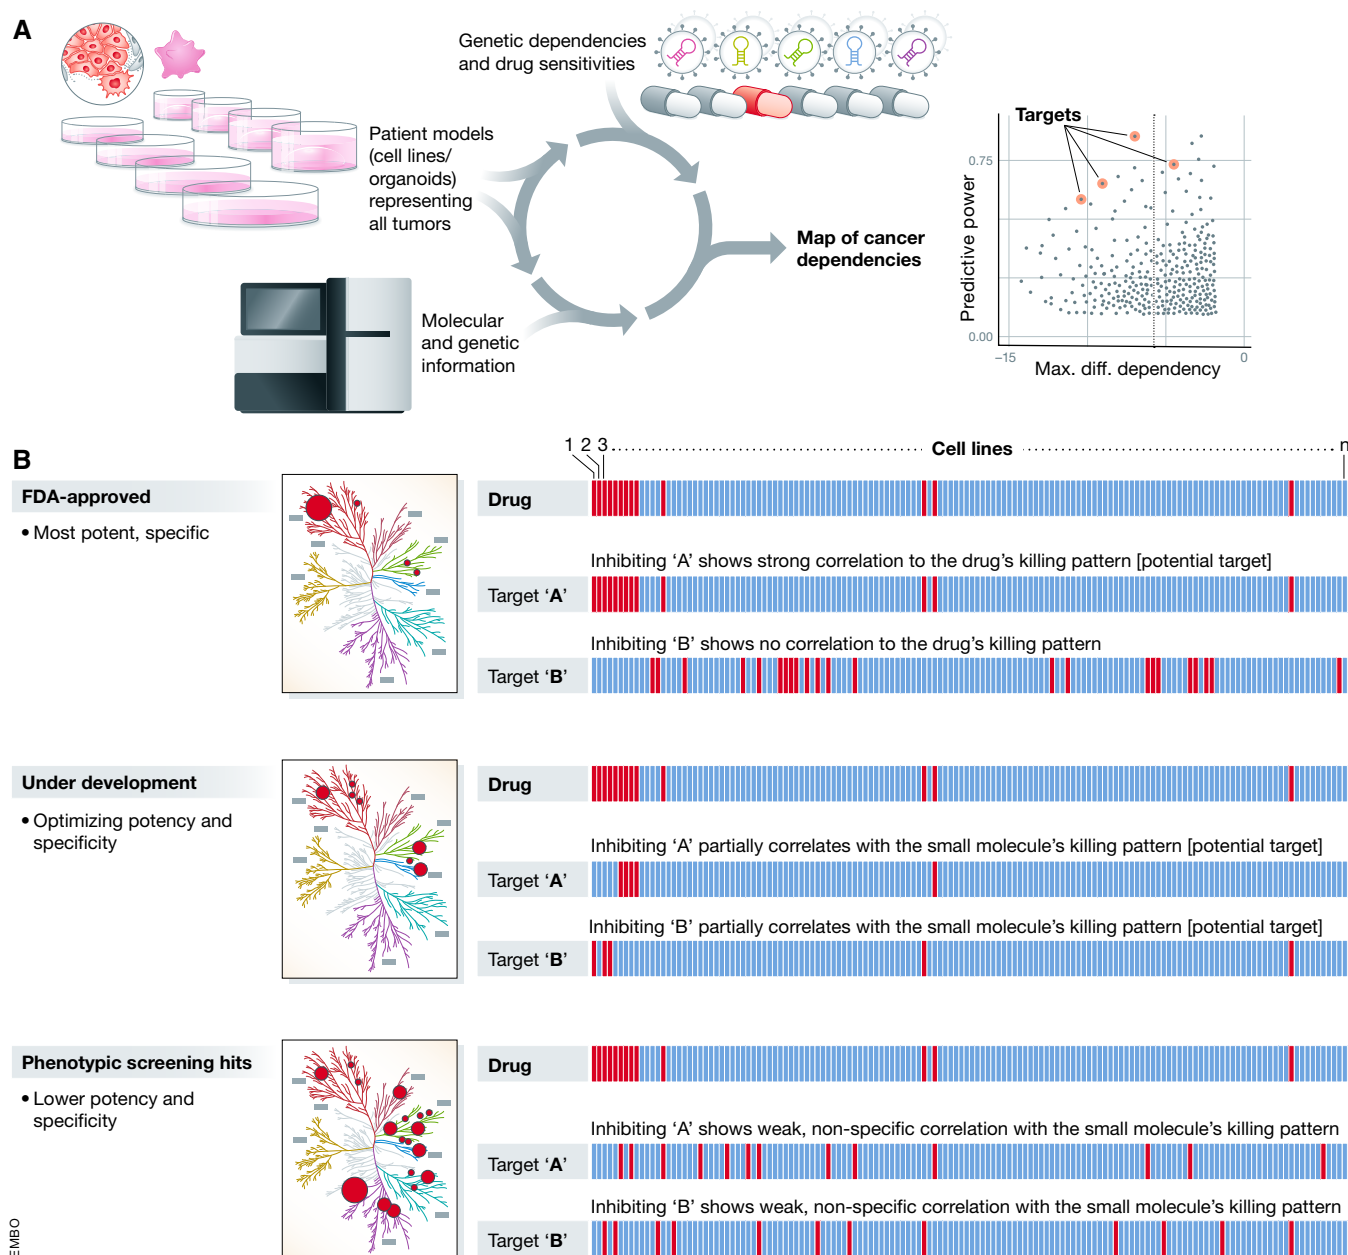 A
Genetic dependencies
and drug sensitivities
Patient models
(cell lines/
organoids)
representing
all tumors
Molecular
and genetic
information
Map of cancer
dependencies
Targets
0.75
Predictive power
0.00
−15
0
Max. diff. dependency
B
1 2 3
Cell lines
n
FDA-approved
• Most potent, specific
Drug
Inhibiting ‘A’ shows strong correlation to the drug’s killing pattern [potential target]
Target ‘A’
Inhibiting ‘B’ shows no correlation to the drug’s killing pattern
Target ‘B’
Under development
• Optimizing potency and
specificity
Drug
Inhibiting ‘A’ partially correlates with the small molecule’s killing pattern [potential target]
Target ‘A’
Inhibiting ‘B’ partially correlates with the small molecule’s killing pattern [potential target]
Target ‘B’
Phenotypic screening hits
• Lower potency and
specificity
Drug
Inhibiting ‘A’ shows weak, non-specific correlation with the small molecule’s killing pattern
Target ‘A’
Inhibiting ‘B’ shows weak, non-specific correlation with the small molecule’s killing pattern
Target ‘B’
EMBO